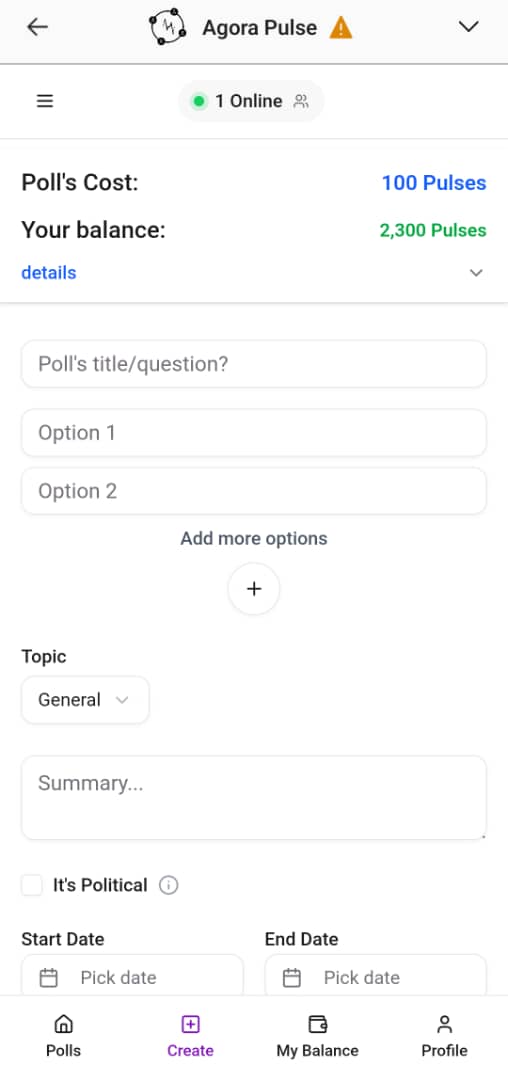 Agora Pulse
1 Online
Poll's Cost: 100 Pulses
Your balance: 2,300 Pulses
details
Poll's title/question?
Option 1
Option 2
Add more options
+
Topic
General
Summary...
It's Political
Start Date End Date
Pick date Pick date
Polls Create My Balance Profile